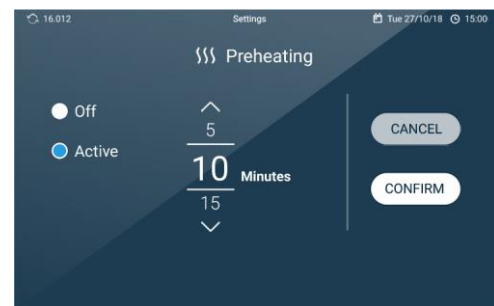 16.012 Settings Tue 27/10/18 15:00
Preheating
Off
Active
5
10 Minutes
15
CANCEL
CONFIRM